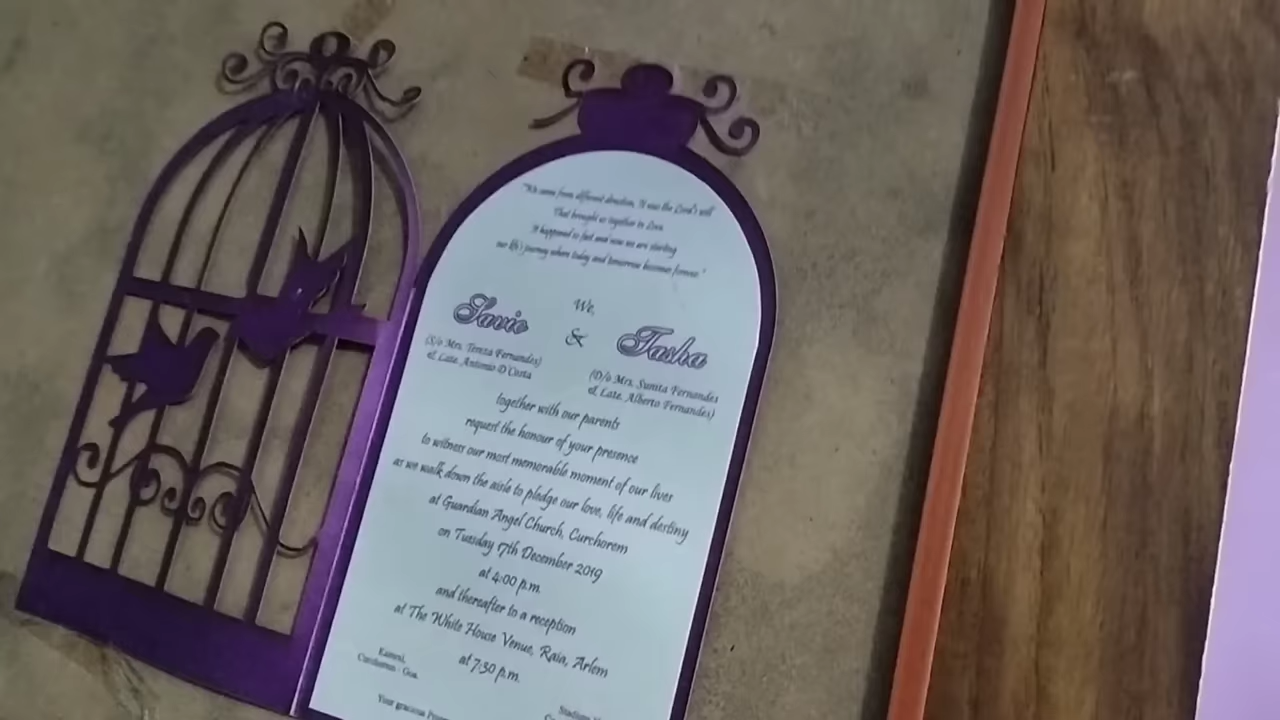 "We came from different direction, It was the Lord's will
That brought us together in Love.
It happened so fast and now we are starting
our life's journey where today and tomorrow becomes forever."
We,
Savio & Tasha
(S/o Mrs. Tereza Fernandes) (D/o Mrs. Sunita Fernandes
& Late. Antonio D'Costa & Late. Alberto Fernandes)
together with our parents
request the honour of your presence
to witness our most memorable moment of our lives
as we walk down the aisle to pledge our love, life and destiny
at Guardian Angel Church, Curchorem
on Tuesday 17th December 2019
at 4:00 p.m.
and thereafter to a reception
at The White House Venue, Raia, Arlem
at 7:30 p.m.
Curchorem - Goa.
Your gracious